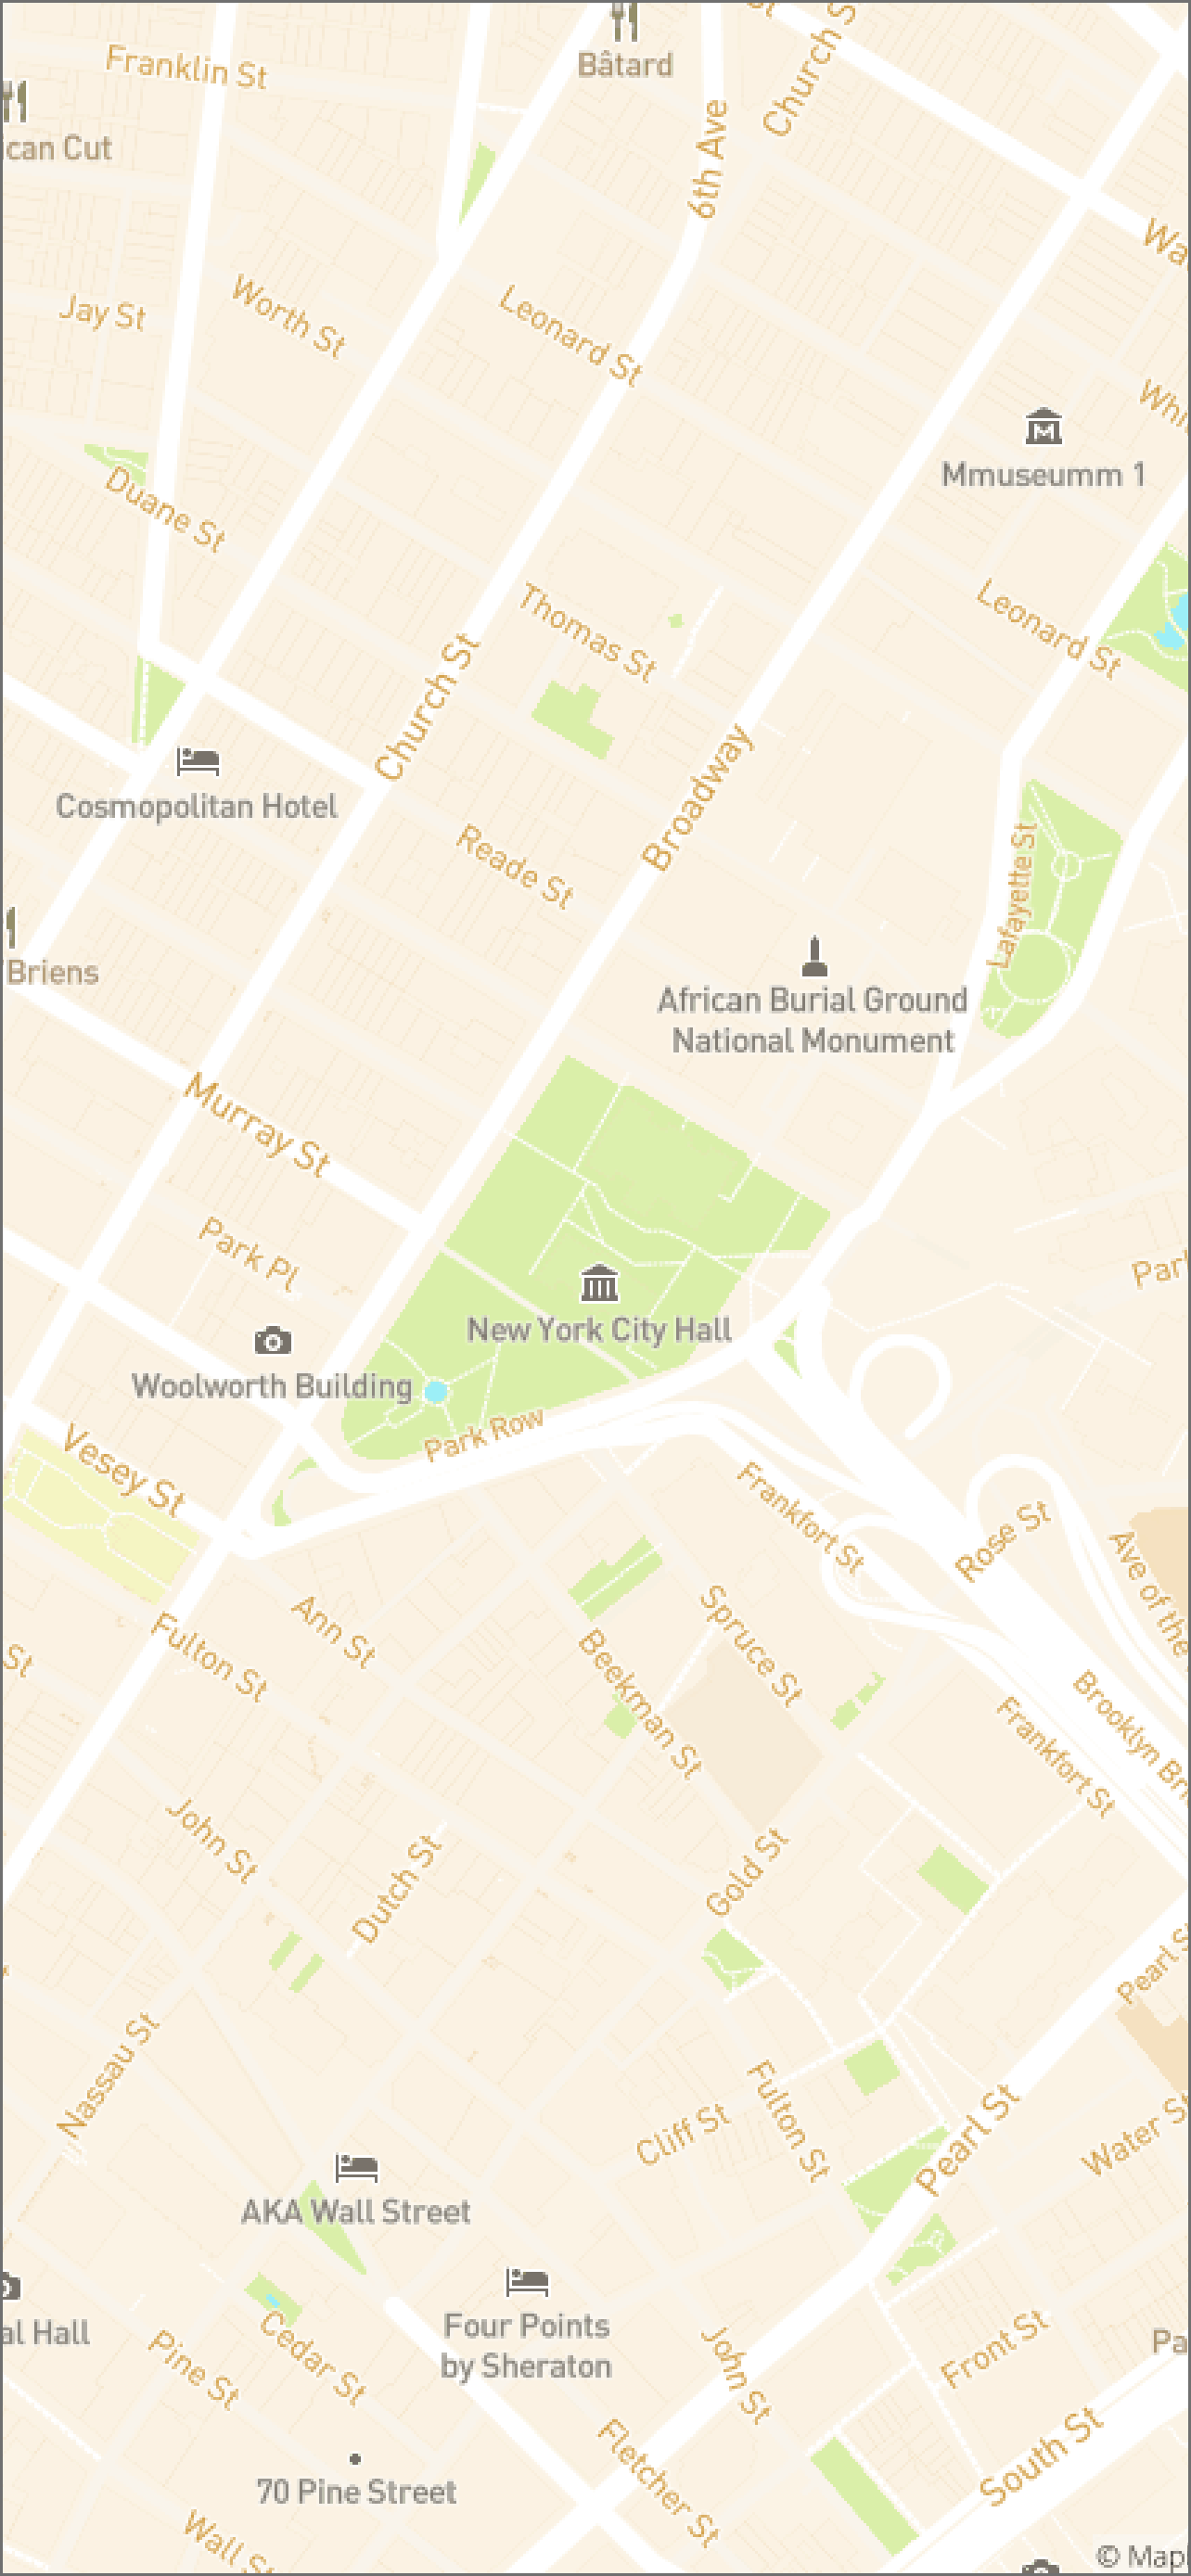 Bâtard
Church S
Franklin St
can Cut
6th Ave
Wa
Jay St
Worth St
Leonard St
Whi
Mmuseumm 1
Duane St
Thomas St
Leonard St
Church St
Broadway
Cosmopolitan Hotel
Reade St
Lafayette St
Briens
African Burial Ground
National Monument
Murray St
Park Pl
Par
New York City Hall
Woolworth Building
Park Row
Vesey St
Frankfort St
Rose St
Ave of the
Ann St
Fulton St
St
Spruce St
Beekman St
Brooklyn Br
Frankfort St
John St
Dutch St
Gold St
Pearl S
Nassau St
Fulton St
Cliff St
Pearl St
Water S
AKA Wall Street
Four Points
by Sheraton
al Hall
Cedar St
Pine St
John St
Front St
Pa
Fletcher St
South St
70 Pine Street
Wall St
© Map